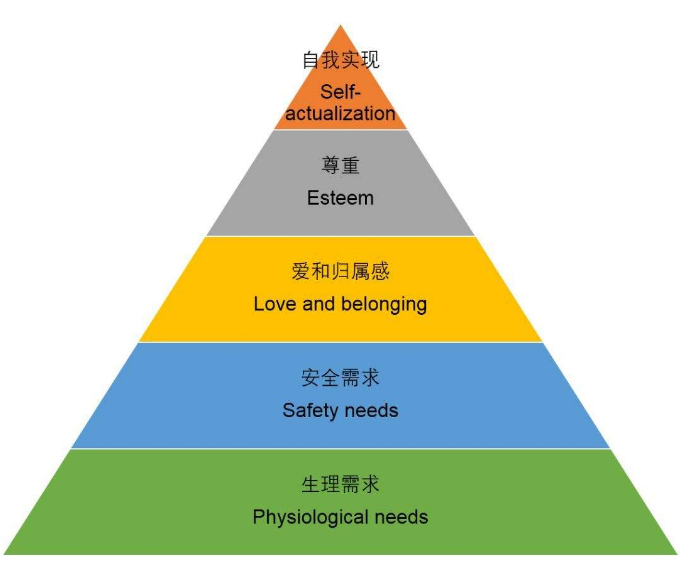 自我实现
Self-
actualization
尊重
Esteem
爱和归属感
Love and belonging
安全需求
Safety needs
生理需求
Physiological needs